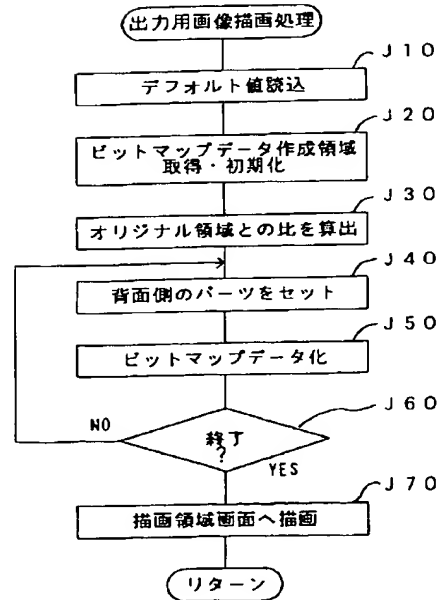 出力用画像描画処理
J10
デフォルト値読込
J20
ビットマップデータ作成領域
取得・初期化
J30
オリジナル領域との比を算出
J40
背面側のパーツをセット
J50
ビットマップデータ化
J60
NO
終了
?
YES
J70
描画領域画面へ描画
リターン